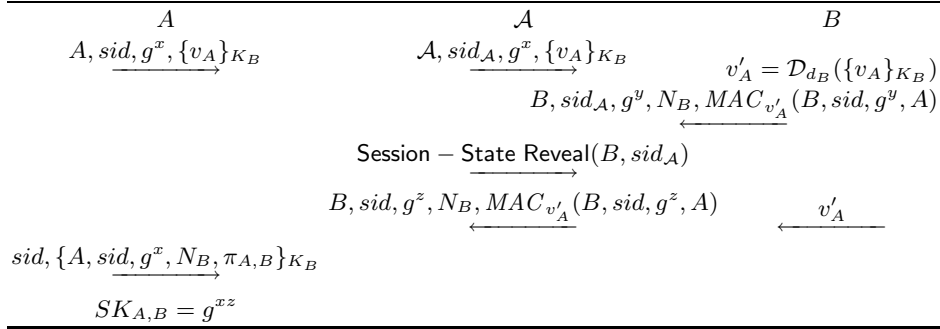 A 𝒜 B
A, sid, g^x, {v_A}_{K_B} 𝒜, sid_𝒜, g^x, {v_A}_{K_B}
v'_A = 𝒟_{d_B}({v_A}_{K_B})
B, sid_𝒜, g^y, N_B, MAC_{v'_A}(B, sid, g^y, A)
Session − State Reveal(B, sid_𝒜)
B, sid, g^z, N_B, MAC_{v'_A}(B, sid, g^z, A) v'_A
sid, {A, sid, g^x, N_B, π_{A,B}}_{K_B}
SK_{A,B} = g^{xz}